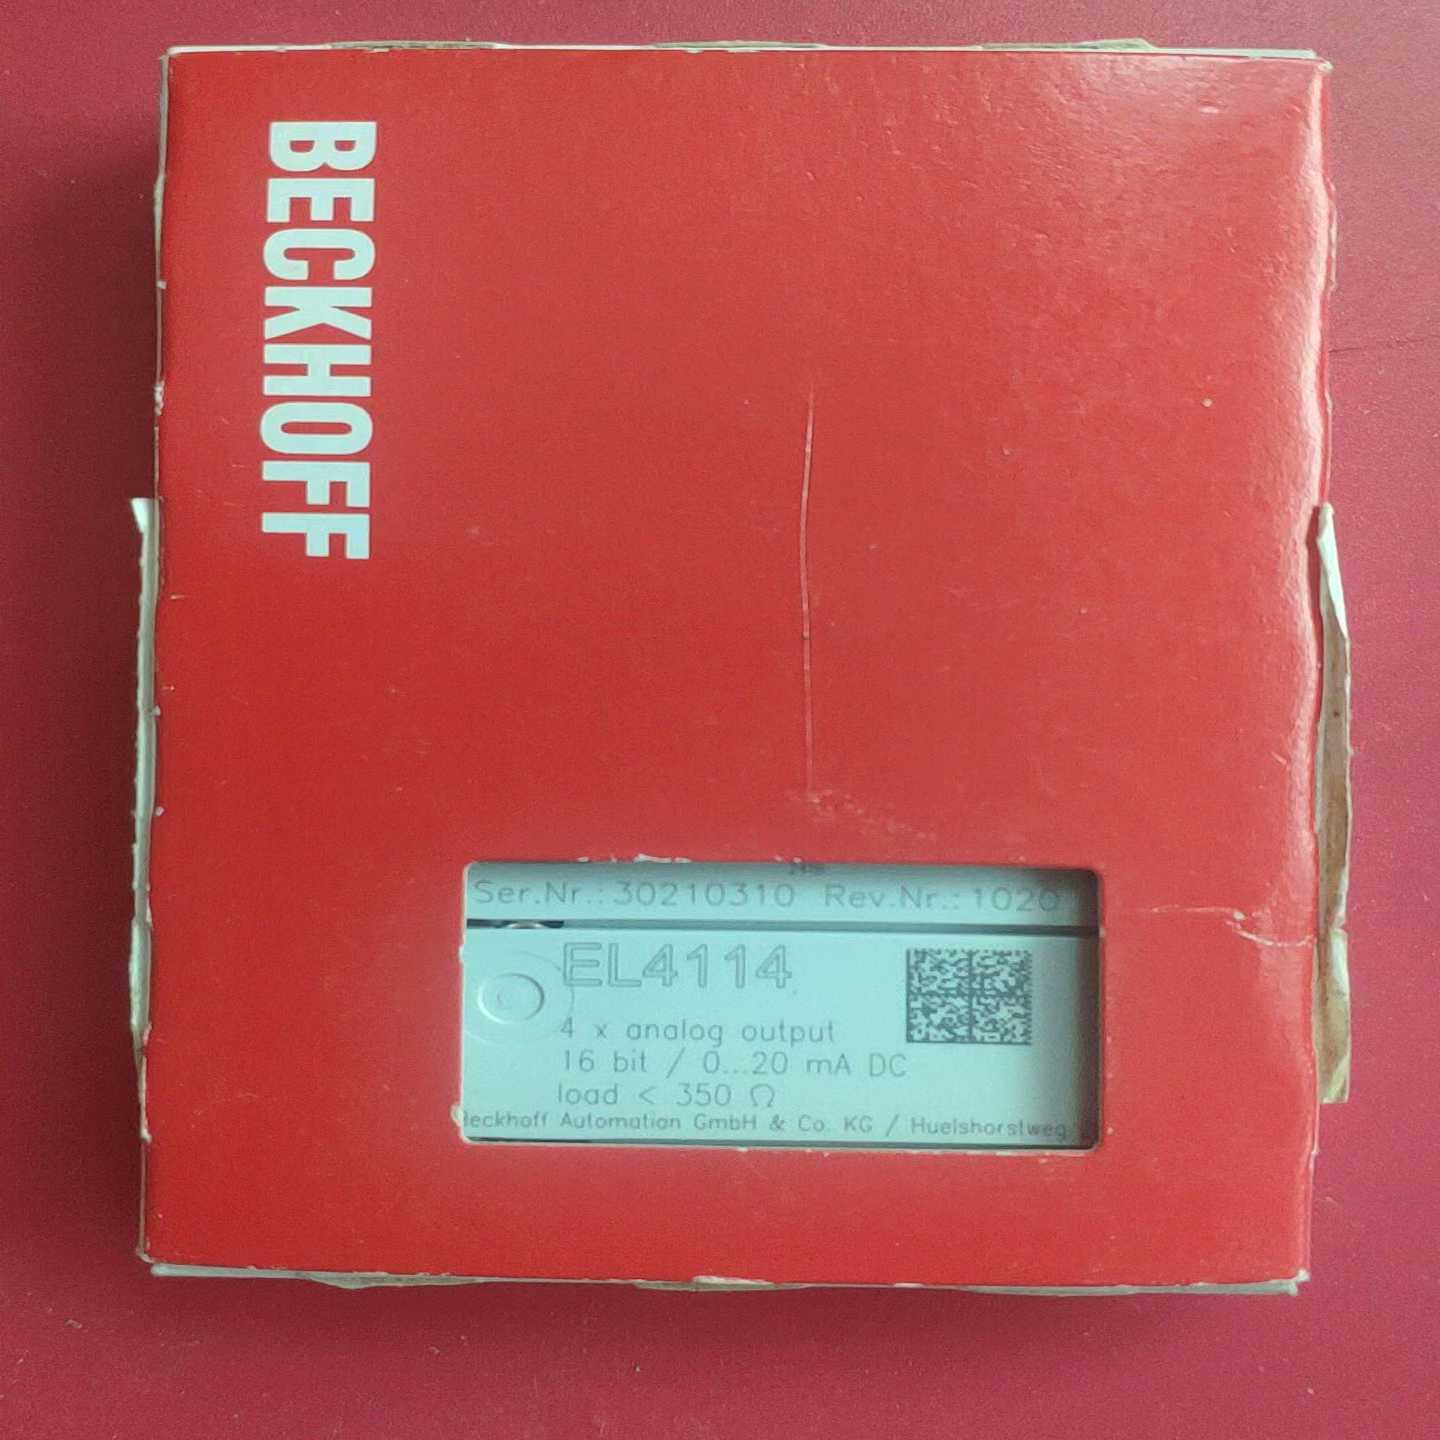 BECKHOFF
Ser.Nr.: 30210310 Rev.Nr.: 1020
EL4114
4 x analog output
16 bit / 0...20 mA DC
load < 350 Ω
Beckhoff Automation GmbH & Co. KG / Huelshorstweg